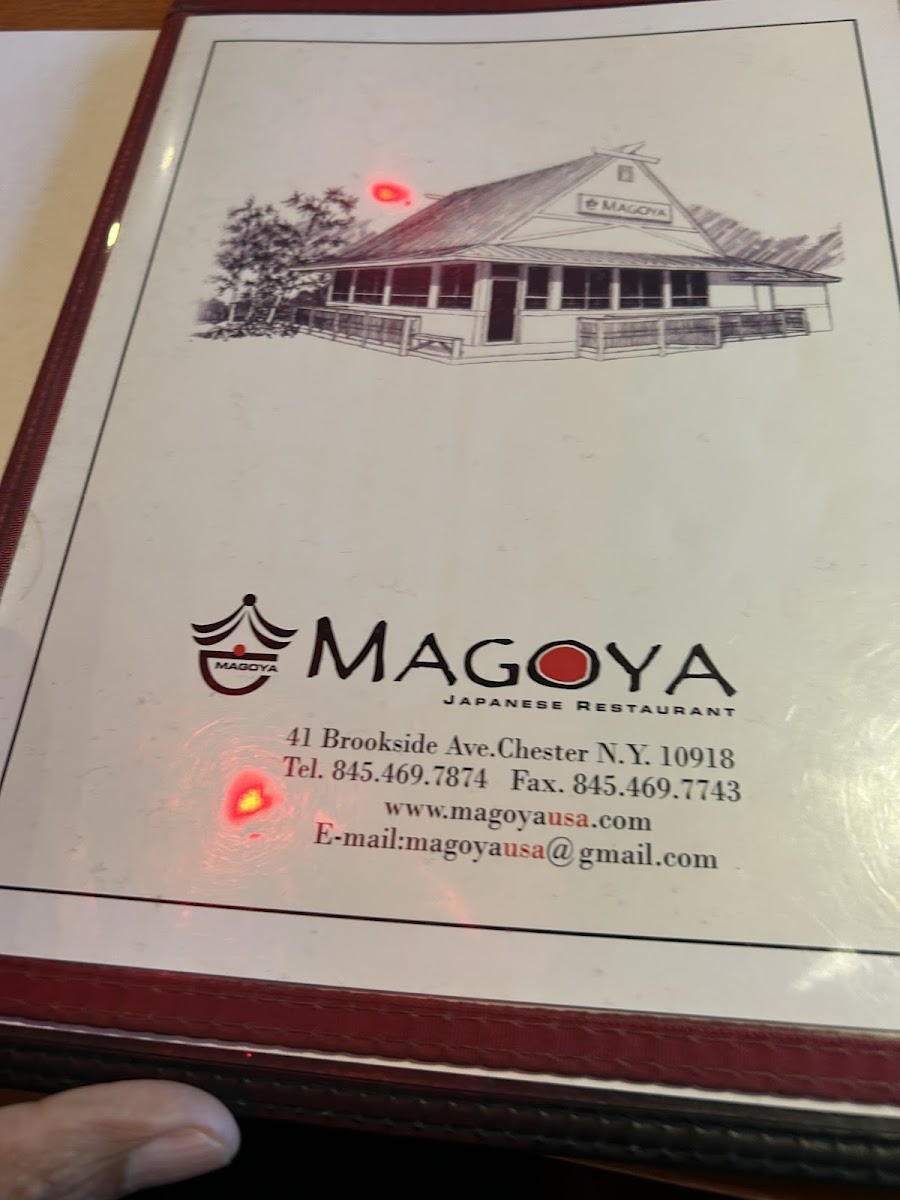 MAGOYA
MAGOYA
MAGOYA
JAPANESE RESTAURANT
41 Brookside Ave.Chester N.Y. 10918
Tel. 845.469.7874 Fax. 845.469.7743
www.magoyausa.com
E-mail:magoyausa@gmail.com